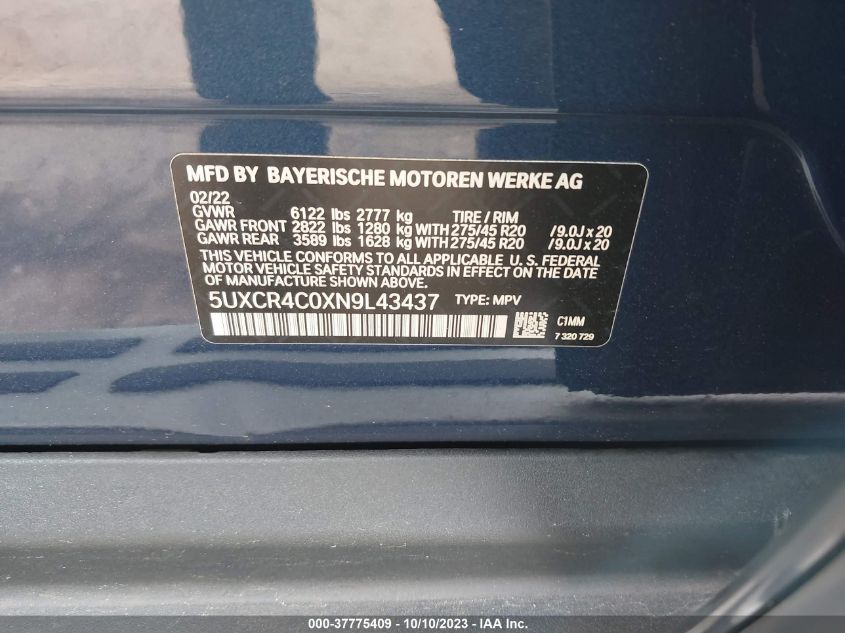 MFD BY BAYERISCHE MOTOREN WERKE AG
02/22
GVWR 6122 lbs 2777 kg TIRE / RIM
GAWR FRONT 2822 lbs 1280 kg WITH 275/45 R20 /9.0J x 20
GAWR REAR 3589 lbs 1628 kg WITH 275/45 R20 /9.0J x 20
THIS VEHICLE CONFORMS TO ALL APPLICABLE U. S. FEDERAL
MOTOR VEHICLE SAFETY STANDARDS IN EFFECT ON THE DATE
OF MANUFACTURE SHOWN ABOVE.
5UXCR4C0XN9L43437 TYPE: MPV
C1MM
7 320 729
000-37775409 - 10/10/2023 - IAA Inc.